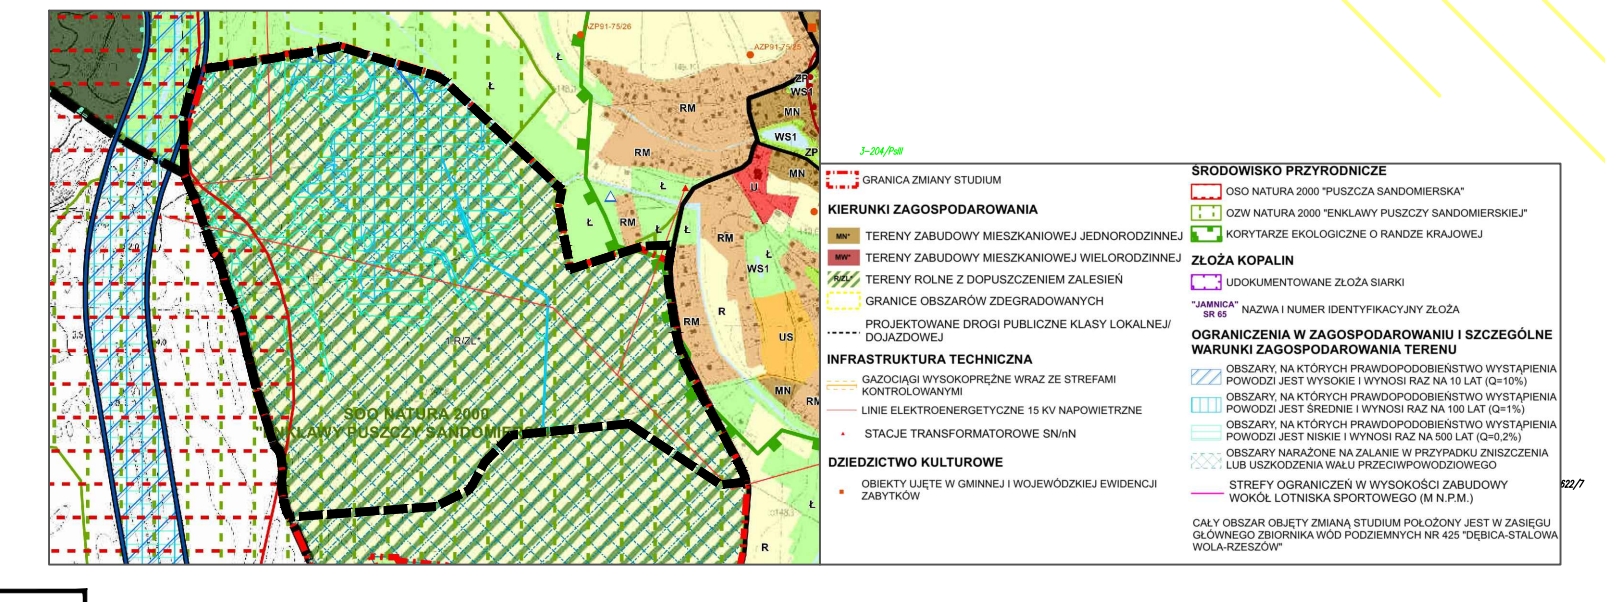 AZP91-75/26
AZP91-75/25
Ł
Ł
148,1
RM
RM
ZP
WS1
MN
WS1
ZP
MN
U
Ł
Ł
RM
Ł
Ł
RM
Ł
WS1
R
RM
US
MN
RM
1.R/ZL*
SOO NATURA 2000
ENKLAWY PUSZCZY SANDOMIE
Ł
R
3-204/PsIII
GRANICA ZMIANY STUDIUM
KIERUNKI ZAGOSPODAROWANIA
MN* TERENY ZABUDOWY MIESZKANIOWEJ JEDNORODZINNEJ
MW* TERENY ZABUDOWY MIESZKANIOWEJ WIELORODZINNEJ
R/ZL* TERENY ROLNE Z DOPUSZCZENIEM ZALESIEŃ
GRANICE OBSZARÓW ZDEGRADOWANYCH
PROJEKTOWANE DROGI PUBLICZNE KLASY LOKALNEJ/
DOJAZDOWEJ
INFRASTRUKTURA TECHNICZNA
GAZOCIĄGI WYSOKOPRĘŻNE WRAZ ZE STREFAMI
KONTROLOWANYMI
LINIE ELEKTROENERGETYCZNE 15 KV NAPOWIETRZNE
STACJE TRANSFORMATOROWE SN/nN
DZIEDZICTWO KULTUROWE
OBIEKTY UJĘTE W GMINNEJ I WOJEWÓDZKIEJ EWIDENCJI
ZABYTKÓW
ŚRODOWISKO PRZYRODNICZE
OSO NATURA 2000 "PUSZCZA SANDOMIERSKA"
OZW NATURA 2000 "ENKLAWY PUSZCZY SANDOMIERSKIEJ"
KORYTARZE EKOLOGICZNE O RANDZE KRAJOWEJ
ZŁOŻA KOPALIN
UDOKUMENTOWANE ZŁOŻA SIARKI
"JAMNICA"
SR 65
NAZWA I NUMER IDENTYFIKACYJNY ZŁOŻA
OGRANICZENIA W ZAGOSPODAROWANIU I SZCZEGÓLNE
WARUNKI ZAGOSPODAROWANIA TERENU
OBSZARY, NA KTÓRYCH PRAWDOPODOBIEŃSTWO WYSTĄPIENIA
POWODZI JEST WYSOKIE I WYNOSI RAZ NA 10 LAT (Q=10%)
OBSZARY, NA KTÓRYCH PRAWDOPODOBIEŃSTWO WYSTĄPIENIA
POWODZI JEST ŚREDNIE I WYNOSI RAZ NA 100 LAT (Q=1%)
OBSZARY, NA KTÓRYCH PRAWDOPODOBIEŃSTWO WYSTĄPIENIA
POWODZI JEST NISKIE I WYNOSI RAZ NA 500 LAT (Q=0,2%)
OBSZARY NARAŻONE NA ZALANIE W PRZYPADKU ZNISZCZENIA
LUB USZKODZENIA WAŁU PRZECIWPOWODZIOWEGO
STREFY OGRANICZEŃ W WYSOKOŚCI ZABUDOWY
WOKÓŁ LOTNISKA SPORTOWEGO (M N.P.M.)
622/7
CAŁY OBSZAR OBJĘTY ZMIANĄ STUDIUM POŁOŻONY JEST W ZASIĘGU
GŁÓWNEGO ZBIORNIKA WÓD PODZIEMNYCH NR 425 "DĘBICA-STALOWA
WOLA-RZESZÓW"